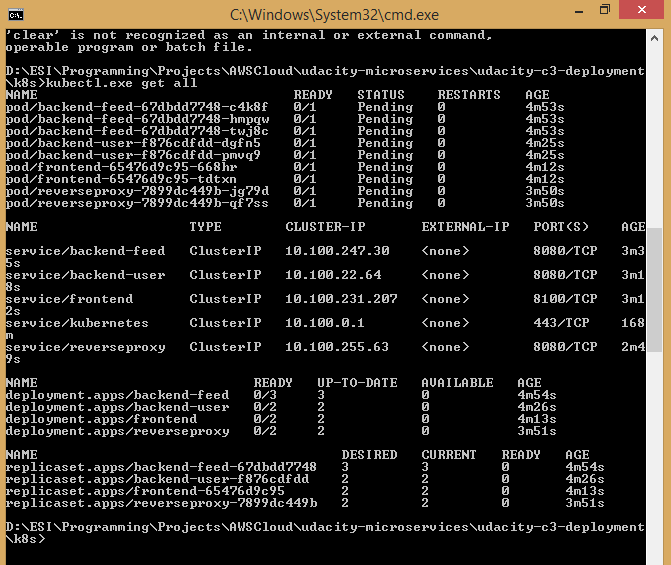 C:\Windows\System32\cmd.exe
'clear' is not recognized as an internal or external command,
operable program or batch file.
D:\ESI\Programming\Projects\AWSCloud\udacity-microservices\udacity-c3-deployment
\k8s>kubectl.exe get all
NAME READY STATUS RESTARTS AGE
pod/backend-feed-67dbdd7748-c4k8f 0/1 Pending 0 4m53s
pod/backend-feed-67dbdd7748-hmpqw 0/1 Pending 0 4m53s
pod/backend-feed-67dbdd7748-twj8c 0/1 Pending 0 4m53s
pod/backend-user-f876cdfdd-dgfn5 0/1 Pending 0 4m25s
pod/backend-user-f876cdfdd-pmvq9 0/1 Pending 0 4m25s
pod/frontend-65476d9c95-668hr 0/1 Pending 0 4m12s
pod/frontend-65476d9c95-tdtxn 0/1 Pending 0 4m12s
pod/reverseproxy-7899dc449b-jg79d 0/1 Pending 0 3m50s
pod/reverseproxy-7899dc449b-qf7ss 0/1 Pending 0 3m50s
NAME TYPE CLUSTER-IP EXTERNAL-IP PORT(S) AGE
service/backend-feed ClusterIP 10.100.247.30 <none> 8080/TCP 3m3
5s
service/backend-user ClusterIP 10.100.22.64 <none> 8080/TCP 3m1
8s
service/frontend ClusterIP 10.100.231.207 <none> 8100/TCP 3m1
2s
service/kubernetes ClusterIP 10.100.0.1 <none> 443/TCP 168
m
service/reverseproxy ClusterIP 10.100.255.63 <none> 8080/TCP 2m4
9s
NAME READY UP-TO-DATE AVAILABLE AGE
deployment.apps/backend-feed 0/3 3 0 4m54s
deployment.apps/backend-user 0/2 2 0 4m26s
deployment.apps/frontend 0/2 2 0 4m13s
deployment.apps/reverseproxy 0/2 2 0 3m51s
NAME DESIRED CURRENT READY AGE
replicaset.apps/backend-feed-67dbdd7748 3 3 0 4m54s
replicaset.apps/backend-user-f876cdfdd 2 2 0 4m26s
replicaset.apps/frontend-65476d9c95 2 2 0 4m13s
replicaset.apps/reverseproxy-7899dc449b 2 2 0 3m51s
D:\ESI\Programming\Projects\AWSCloud\udacity-microservices\udacity-c3-deployment
\k8s>